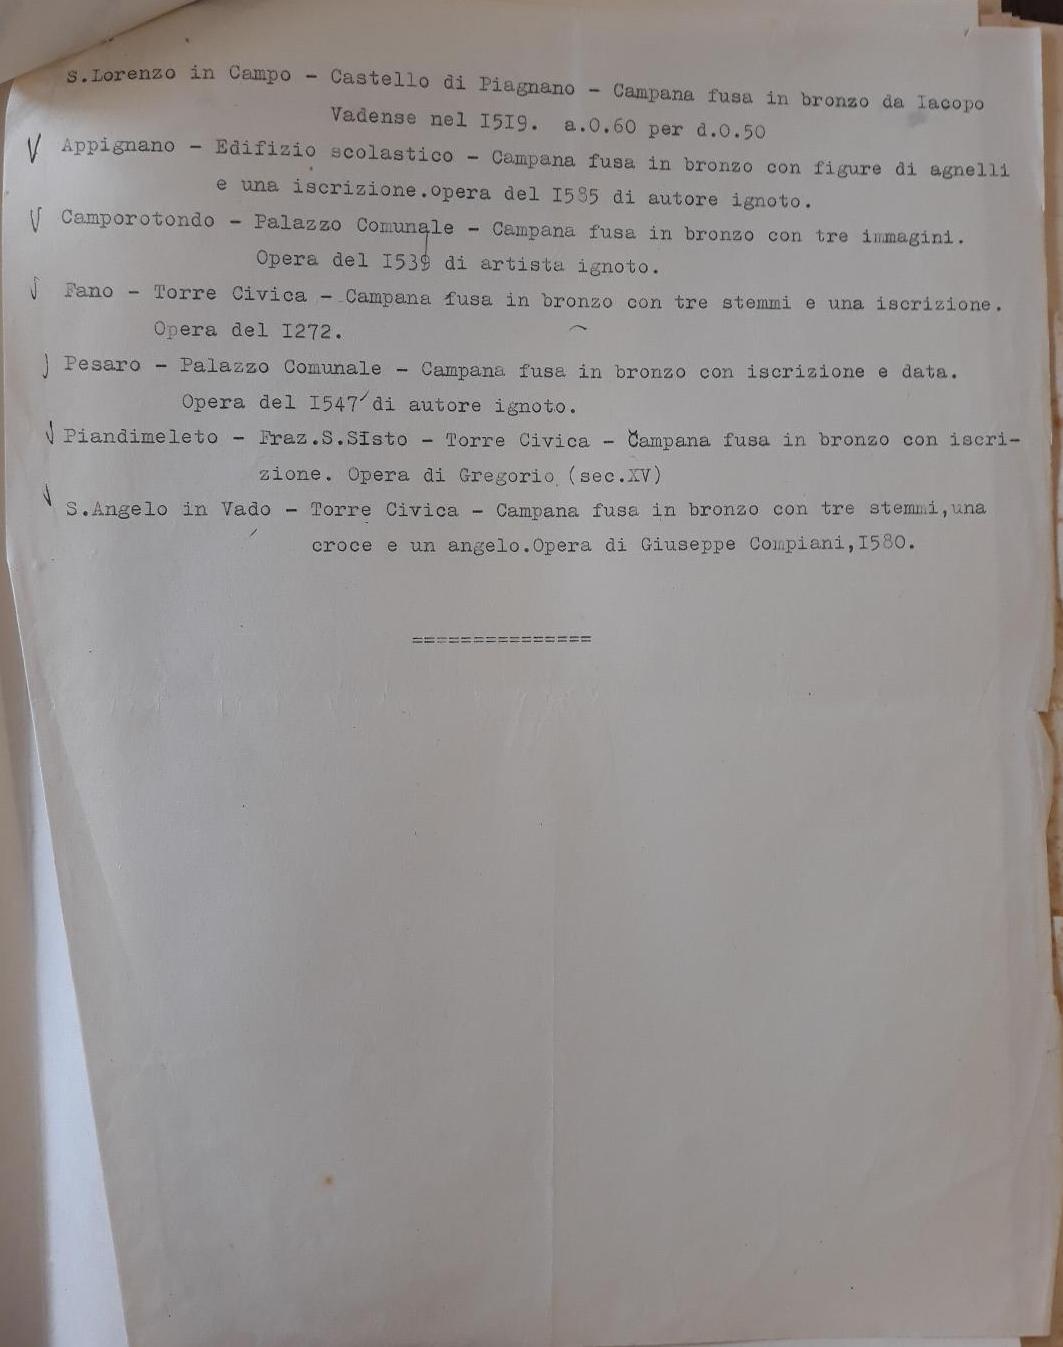 S.Lorenzo in Campo - Castello di Piagnano - Campana fusa in bronzo da Iacopo
Vadense nel I5I9. a.0.60 per d.0.50
Appignano - Edifizio scolastico - Campana fusa in bronzo con figure di agnelli
e una iscrizione.opera del I585 di autore ignoto.
Camporotondo - Palazzo Comunale - Campana fusa in bronzo con tre immagini.
Opera del I539 di artista ignoto.
Fano - Torre Civica - Campana fusa in bronzo con tre stemmi e una iscrizione.
Opera del I272.
Pesaro - Palazzo Comunale - Campana fusa in bronzo con iscrizione e data.
Opera del I547 di autore ignoto.
Piandimeleto - Fraz.S.SIsto - Torre Civica - Campana fusa in bronzo con iscri-
zione. Opera di Gregorio (sec.XV)
S.Angelo in Vado - Torre Civica - Campana fusa in bronzo con tre stemmi,una
croce e un angelo.Opera di Giuseppe Compiani,I580.
===============